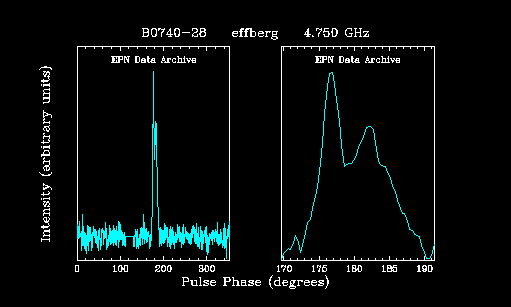 B0740-28 effberg 4.750 GHz
EPN Data Archive
EPN Data Archive
Intensity (arbitrary units)
0 100 200 300
170 175 180 185 190
Pulse Phase (degrees)